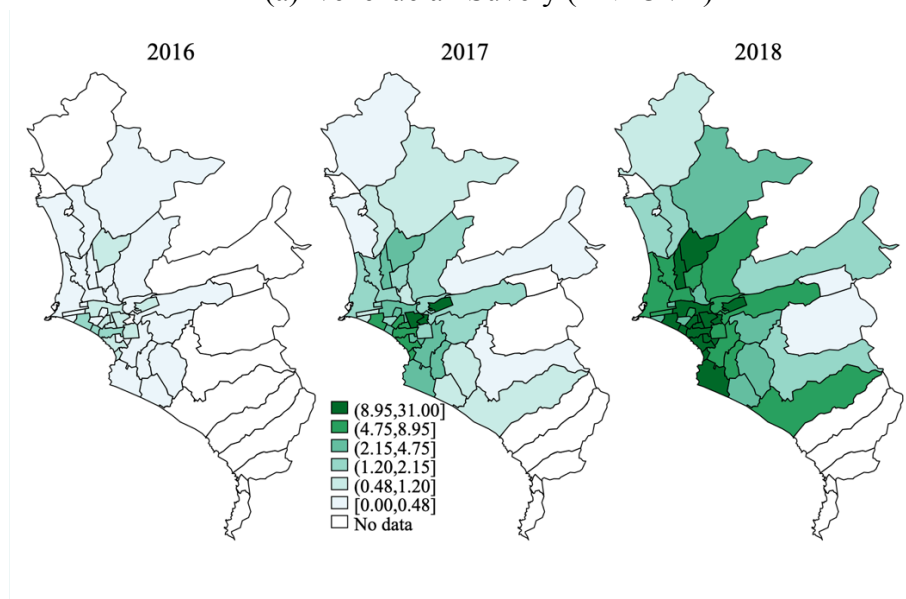 (a)
2016 2017 2018
(8.95,31.00]
(4.75,8.95]
(2.15,4.75]
(1.20,2.15]
(0.48,1.20]
[0.00,0.48]
No data